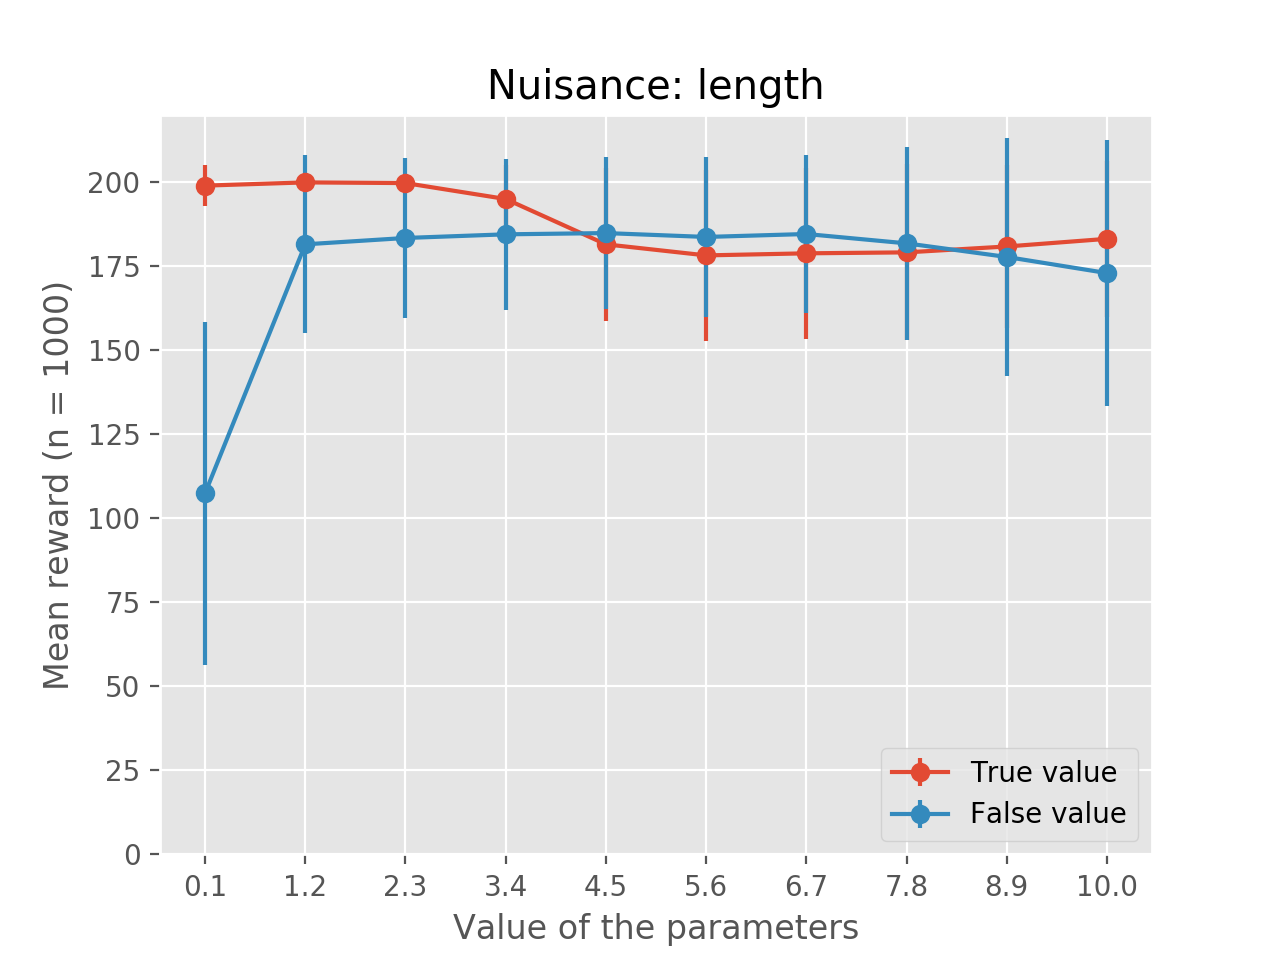 Nuisance: length
Mean reward (n = 1000)
200
175
150
125
100
75
50
25
0
True value
False value
0.1 1.2 2.3 3.4 4.5 5.6 6.7 7.8 8.9 10.0
Value of the parameters